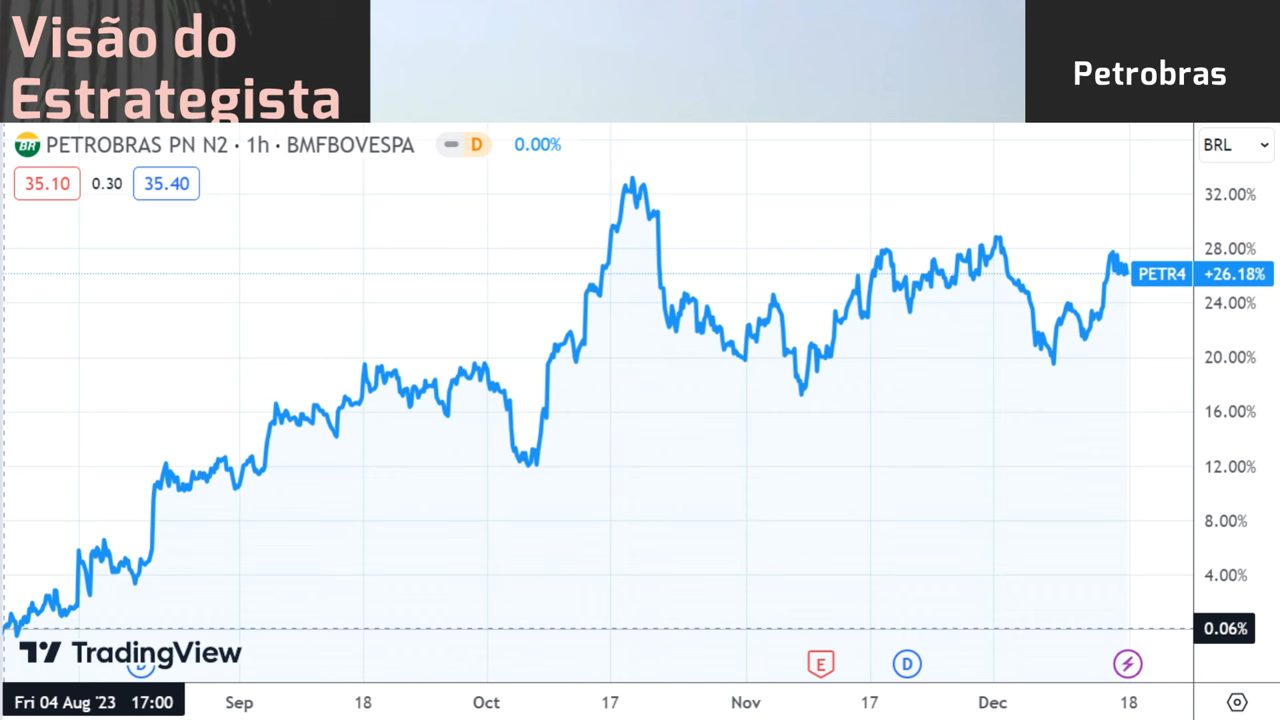 Visão do
Estrategista
Petrobras
BR PETROBRAS PN N2 · 1h · BMFBOVESPA D 0.00%
BRL
35.10 0.30 35.40
32.00%
28.00%
PETR4 +26.18%
24.00%
20.00%
16.00%
12.00%
8.00%
4.00%
0.06%
TradingView
D E D
Fri 04 Aug '23 17:00 Sep 18 Oct 17 Nov 17 Dec 18